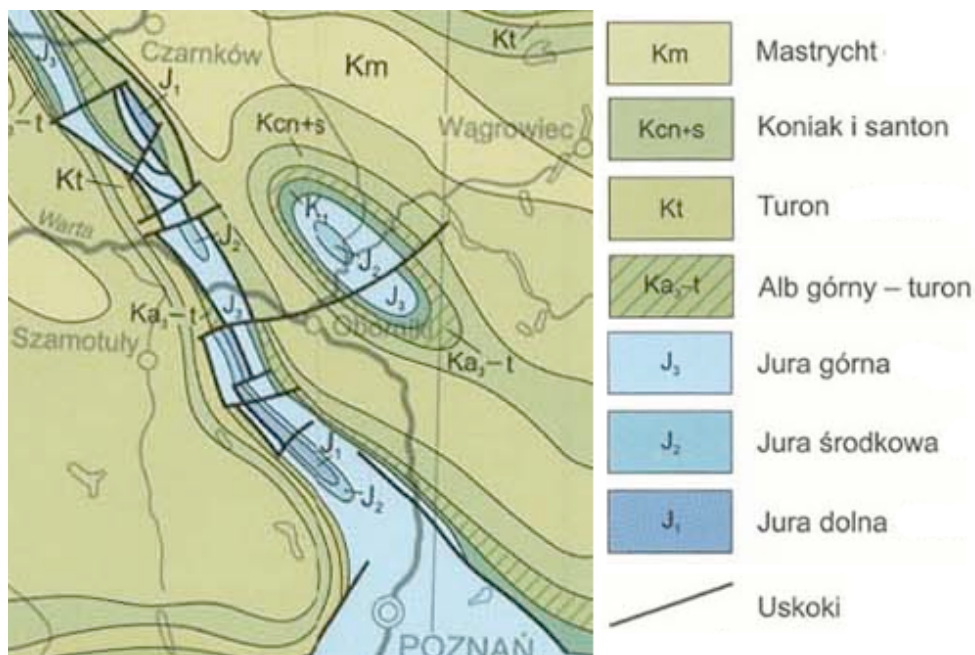 J₃
Czarnków
J₁
Km
Kt
Wągrowiec
Kcn+s
₃–t
Kt
K₁
Warta
J₂
J₂
J₃
J₃
Ka₃–t
Oborniki
Szamotuły
Ka₃–t
J₁
J₂
POZNAŃ
Km Mastrycht
Kcn+s Koniak i santon
Kt Turon
Ka₃–t Alb górny – turon
J₃ Jura górna
J₂ Jura środkowa
J₁ Jura dolna
Uskoki